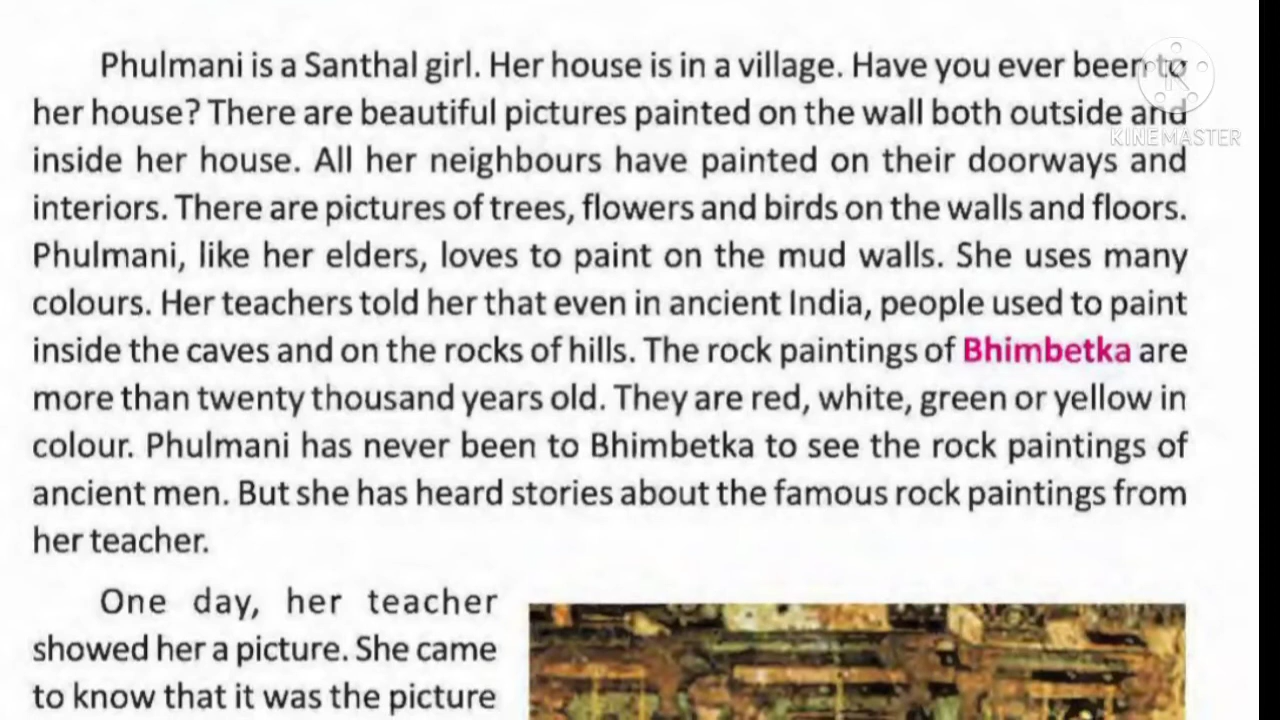 Phulmani is a Santhal girl. Her house is in a village. Have you ever been to
her house? There are beautiful pictures painted on the wall both outside and
inside her house. All her neighbours have painted on their doorways and
interiors. There are pictures of trees, flowers and birds on the walls and floors.
Phulmani, like her elders, loves to paint on the mud walls. She uses many
colours. Her teachers told her that even in ancient India, people used to paint
inside the caves and on the rocks of hills. The rock paintings of Bhimbetka are
more than twenty thousand years old. They are red, white, green or yellow in
colour. Phulmani has never been to Bhimbetka to see the rock paintings of
ancient men. But she has heard stories about the famous rock paintings from
her teacher.
One day, her teacher
showed her a picture. She came
to know that it was the picture
K
KINEMASTER